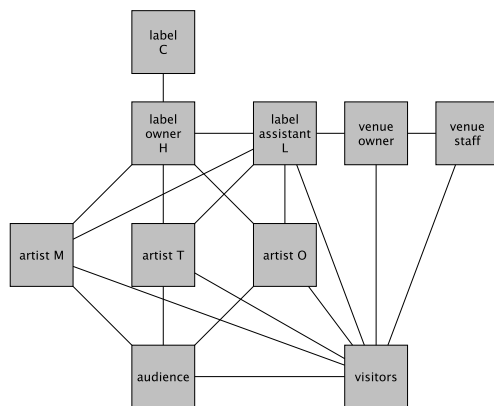 label
C
label
owner
H
label
assistant
L
venue
owner
venue
staff
artist M
artist T
artist O
audience
visitors